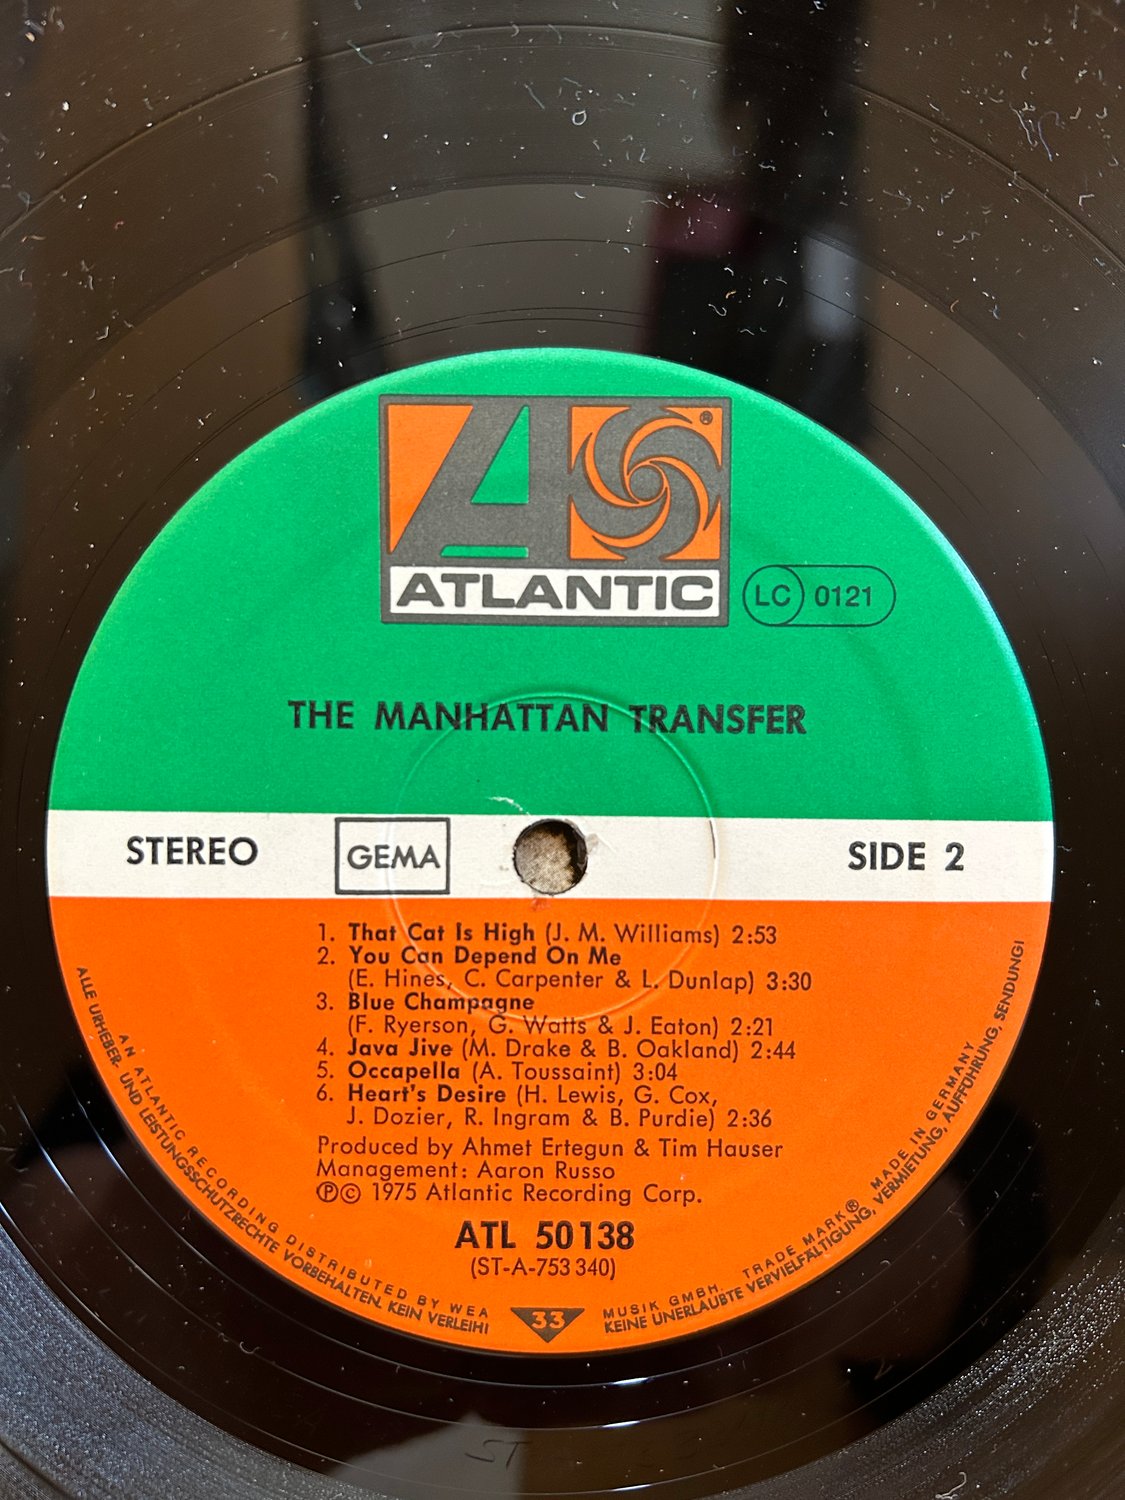 ®
ATLANTIC
LC 0121
THE MANHATTAN TRANSFER
STEREO
GEMA
SIDE 2
1. That Cat Is High (J. M. Williams) 2:53
2. You Can Depend On Me
(E. Hines, C. Carpenter & L. Dunlap) 3:30
3. Blue Champagne
(F. Ryerson, G. Watts & J. Eaton) 2:21
4. Java Jive (M. Drake & B. Oakland) 2:44
5. Occapella (A. Toussaint) 3:04
6. Heart's Desire (H. Lewis, G. Cox,
J. Dozier, R. Ingram & B. Purdie) 2:36
Produced by Ahmet Ertegun & Tim Hauser
Management: Aaron Russo
℗© 1975 Atlantic Recording Corp.
ATL 50138
(ST-A-753 340)
33
AN ATLANTIC RECORDING DISTRIBUTED BY WEA MUSIK GMBH. TRADE MARK® MADE IN GERMANY
ALLE URHEBER- UND LEISTUNGSSCHUTZRECHTE VORBEHALTEN. KEIN VERLEIH! KEINE UNERLAUBTE VERVIELFÄLTIGUNG, VERMIETUNG, AUFFÜHRUNG, SENDUNG!
ST